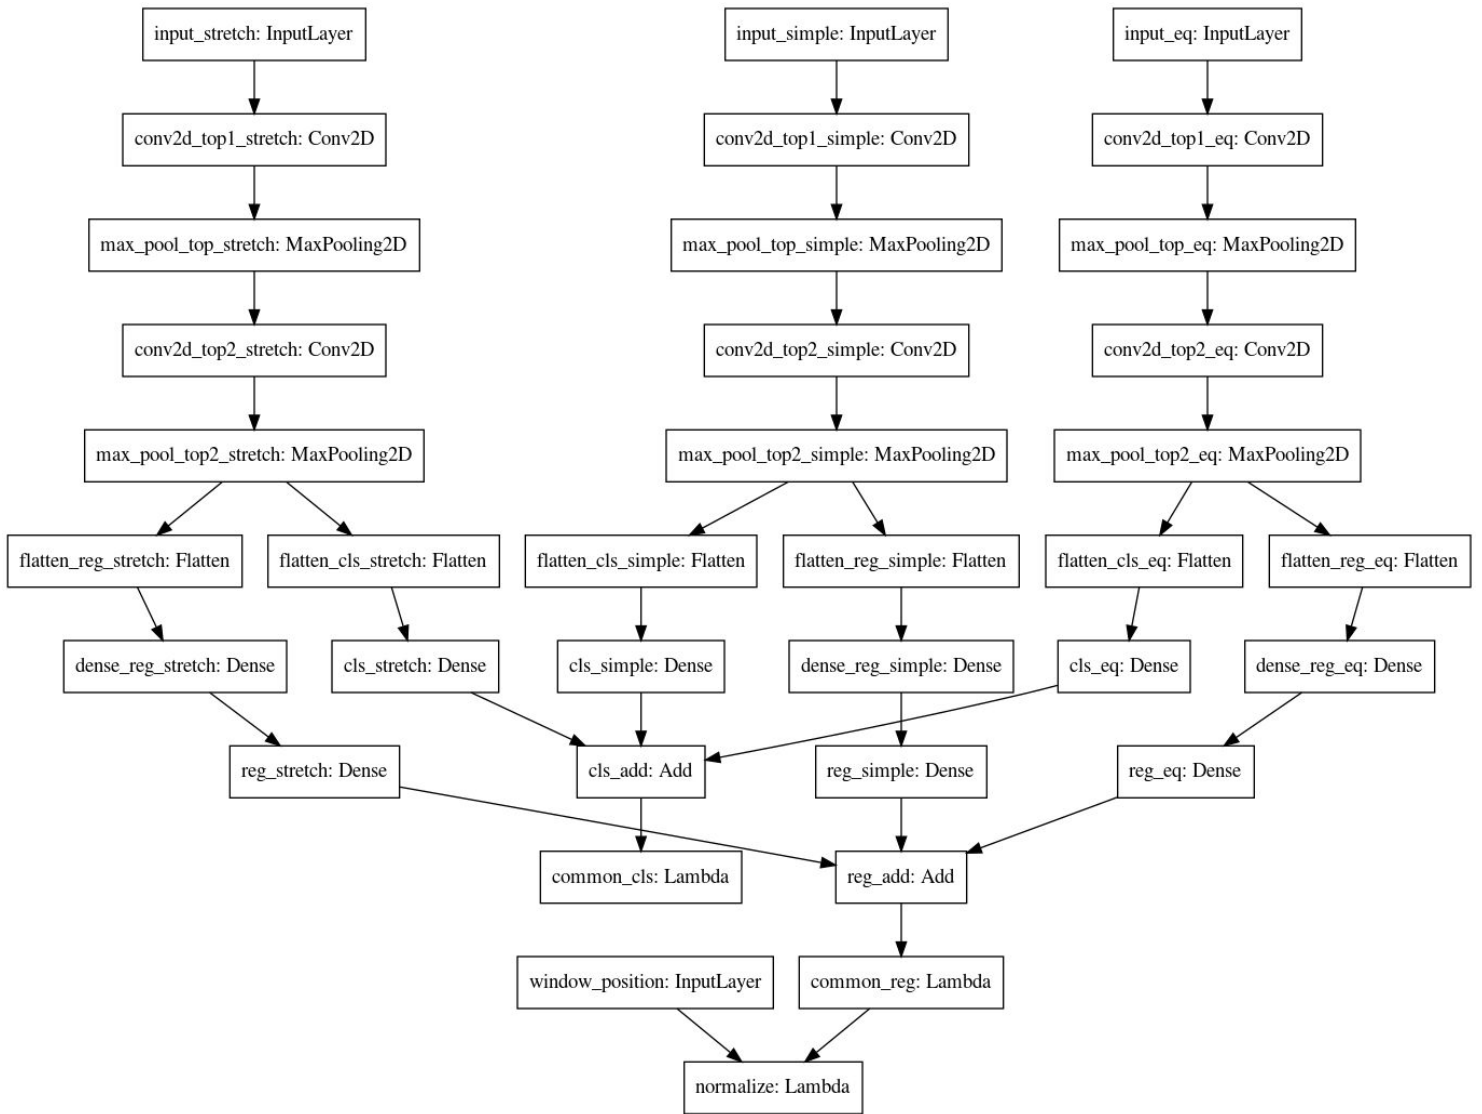 input_stretch: InputLayer
input_simple: InputLayer
input_eq: InputLayer
conv2d_top1_stretch: Conv2D
conv2d_top1_simple: Conv2D
conv2d_top1_eq: Conv2D
max_pool_top_stretch: MaxPooling2D
max_pool_top_simple: MaxPooling2D
max_pool_top_eq: MaxPooling2D
conv2d_top2_stretch: Conv2D
conv2d_top2_simple: Conv2D
conv2d_top2_eq: Conv2D
max_pool_top2_stretch: MaxPooling2D
max_pool_top2_simple: MaxPooling2D
max_pool_top2_eq: MaxPooling2D
flatten_reg_stretch: Flatten
flatten_cls_stretch: Flatten
flatten_cls_simple: Flatten
flatten_reg_simple: Flatten
flatten_cls_eq: Flatten
flatten_reg_eq: Flatten
dense_reg_stretch: Dense
cls_stretch: Dense
cls_simple: Dense
dense_reg_simple: Dense
cls_eq: Dense
dense_reg_eq: Dense
reg_stretch: Dense
cls_add: Add
reg_simple: Dense
reg_eq: Dense
common_cls: Lambda
reg_add: Add
window_position: InputLayer
common_reg: Lambda
normalize: Lambda